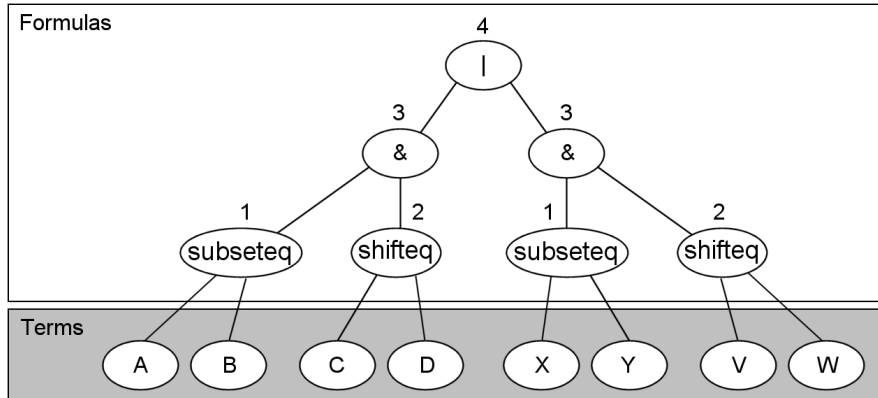 Formulas
4
|
3 3
& &
1 2 1 2
subseteq shifteq subseteq shifteq
Terms
A B C D X Y V W